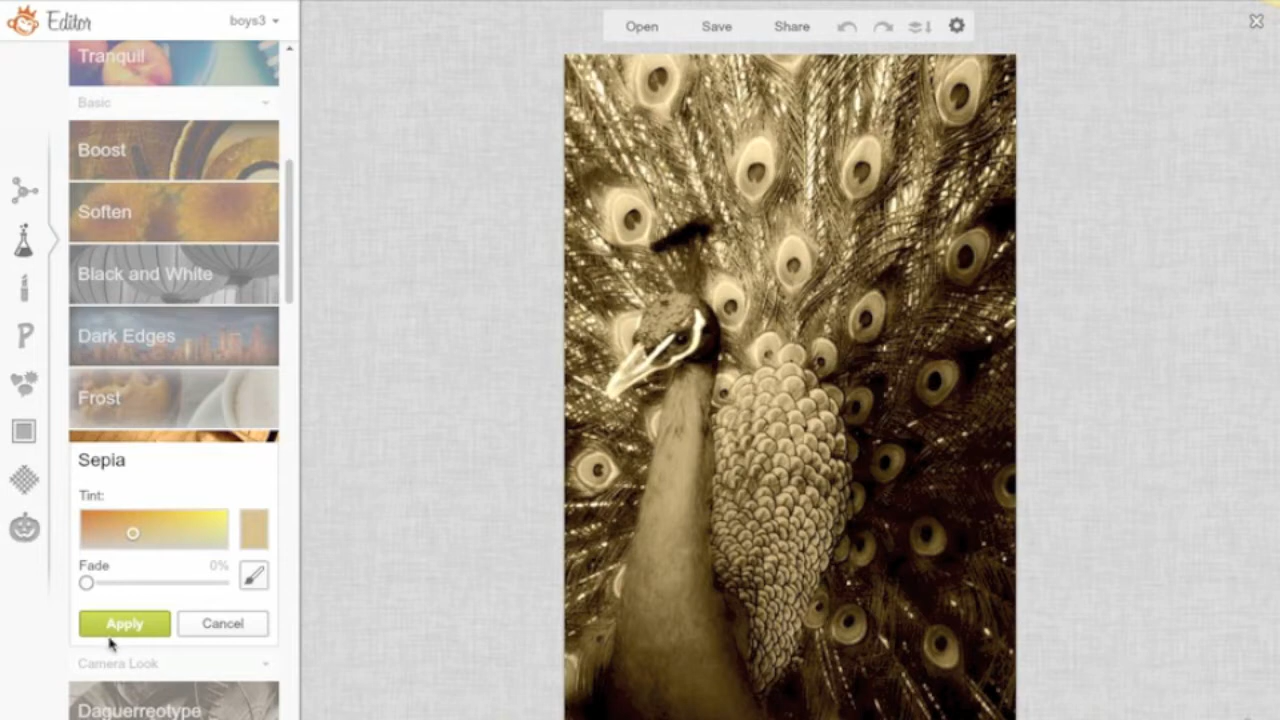 Editor
boys3
Open
Save
Share
Tranquil
Basic
Boost
Soften
Black and White
Dark Edges
Frost
Sepia
Tint:
Fade 0%
Apply
Cancel
Camera Look
Daguerreotype